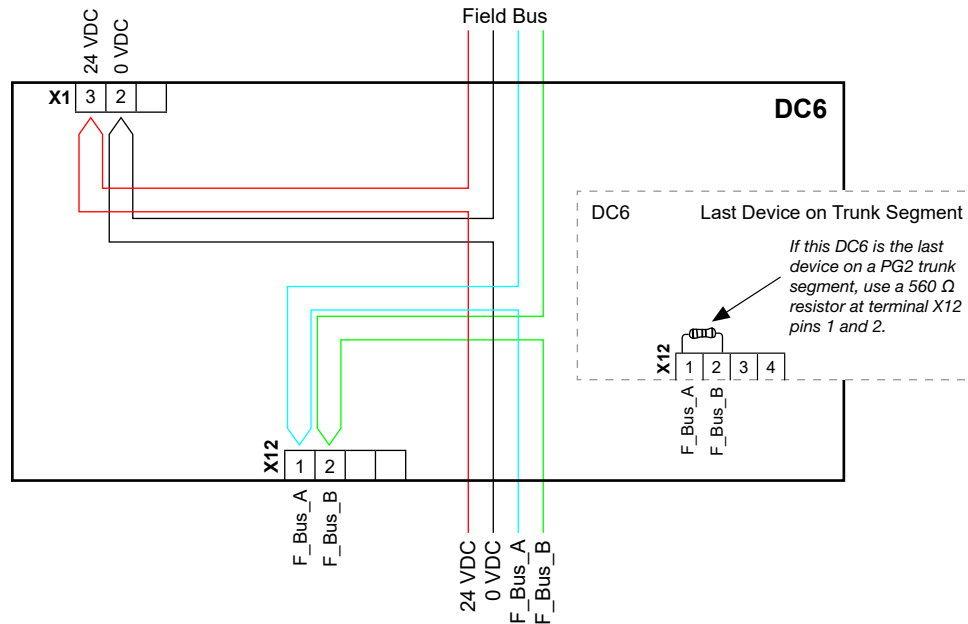 Field Bus
24 VDC
0 VDC
X1
3
2
DC6
DC6
Last Device on Trunk Segment
If this DC6 is the last
device on a PG2 trunk
segment, use a 560 Ω
resistor at terminal X12
pins 1 and 2.
X12
1
2
3
4
F_Bus_A
F_Bus_B
X12
1
2
F_Bus_A
F_Bus_B
24 VDC
0 VDC
F_Bus_A
F_Bus_B